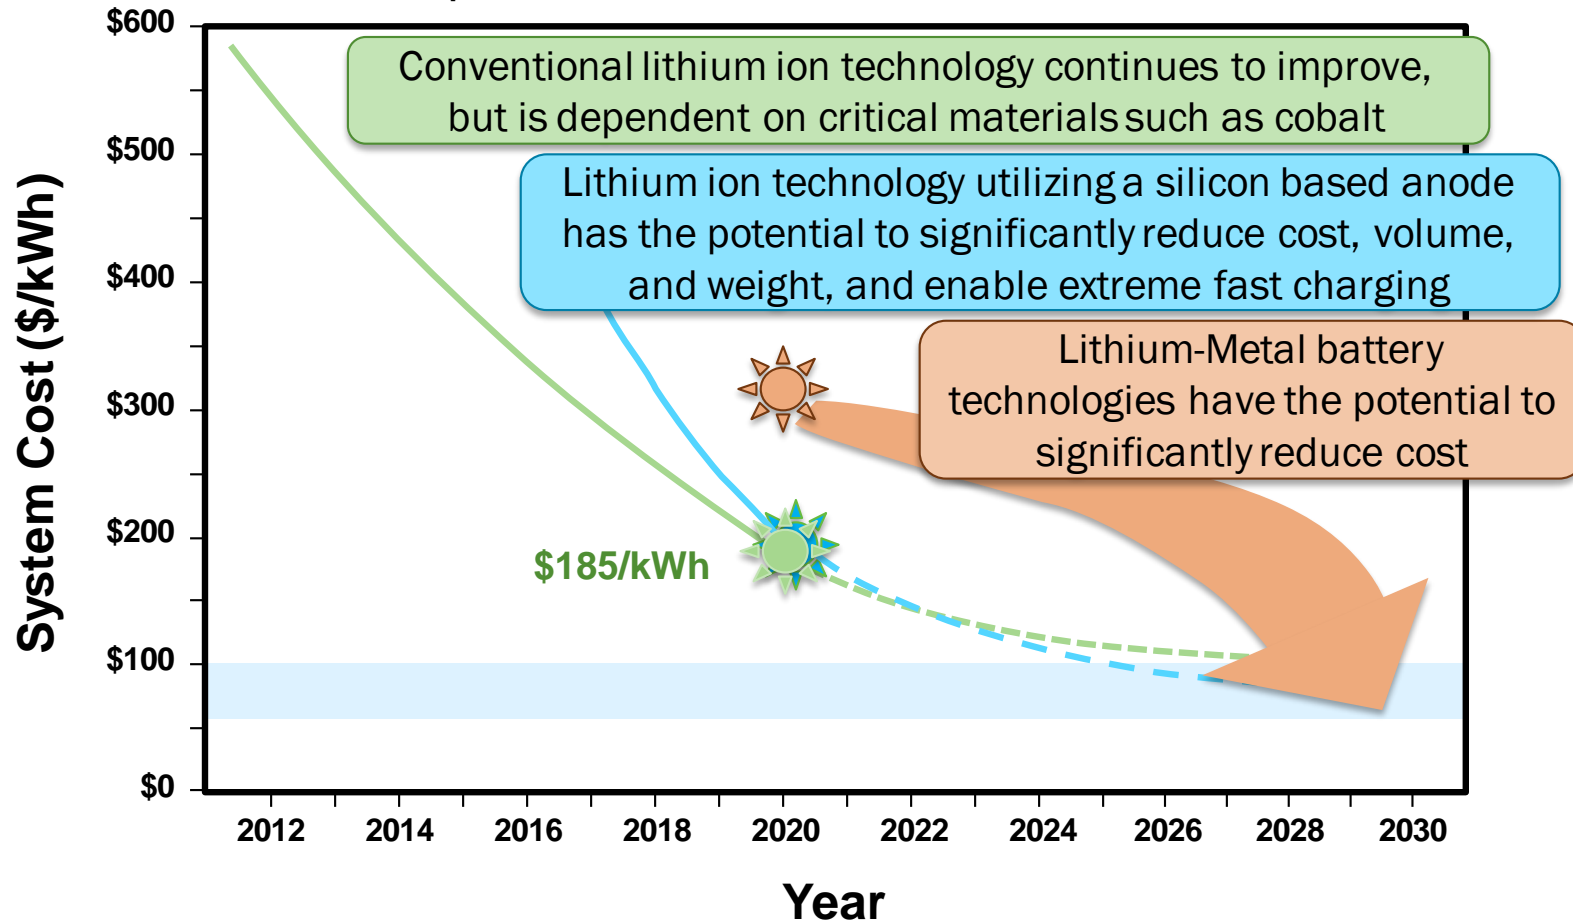 $600
Conventional lithium ion technology continues to improve,
but is dependent on critical materials such as cobalt
$500
Lithium ion technology utilizing a silicon based anode
has the potential to significantly reduce cost, volume,
and weight, and enable extreme fast charging
$400
Lithium-Metal battery
technologies have the potential to
significantly reduce cost
$300
$200
$185/kWh
$100
$0
System Cost ($/kWh)
2012 2014 2016 2018 2020 2022 2024 2026 2028 2030
Year